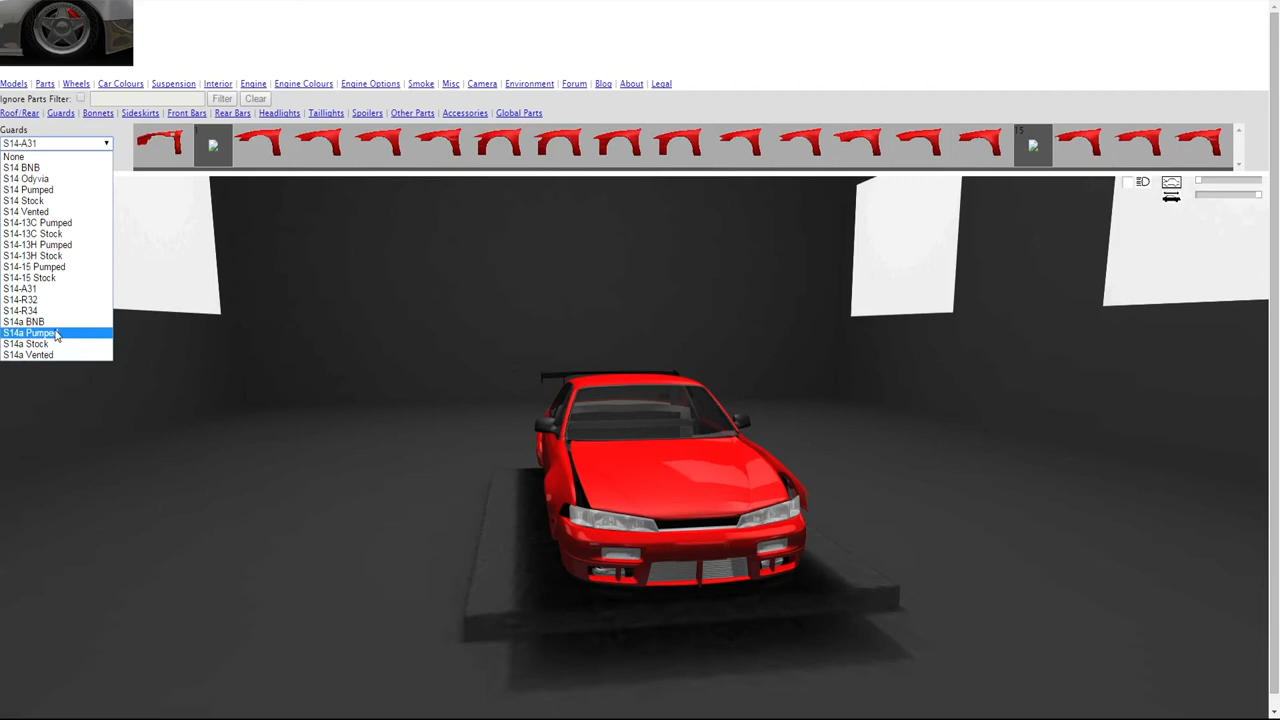 Models | Parts | Wheels | Car Colours | Suspension | Interior | Engine | Engine Colours | Engine Options | Smoke | Misc | Camera | Environment | Forum | Blog | About | Legal
Ignore Parts Filter: Filter Clear
Roof/Rear | Guards | Bonnets | Sideskirts | Front Bars | Rear Bars | Headlights | Taillights | Spoilers | Other Parts | Accessories | Global Parts
Guards
S14-A31
1
15
None
S14 BNB
S14 Odyvia
S14 Pumped
S14 Stock
S14 Vented
S14-13C Pumped
S14-13C Stock
S14-13H Pumped
S14-13H Stock
S14-15 Pumped
S14-15 Stock
S14-A31
S14-R32
S14-R34
S14a BNB
S14a Pumped
S14a Stock
S14a Vented